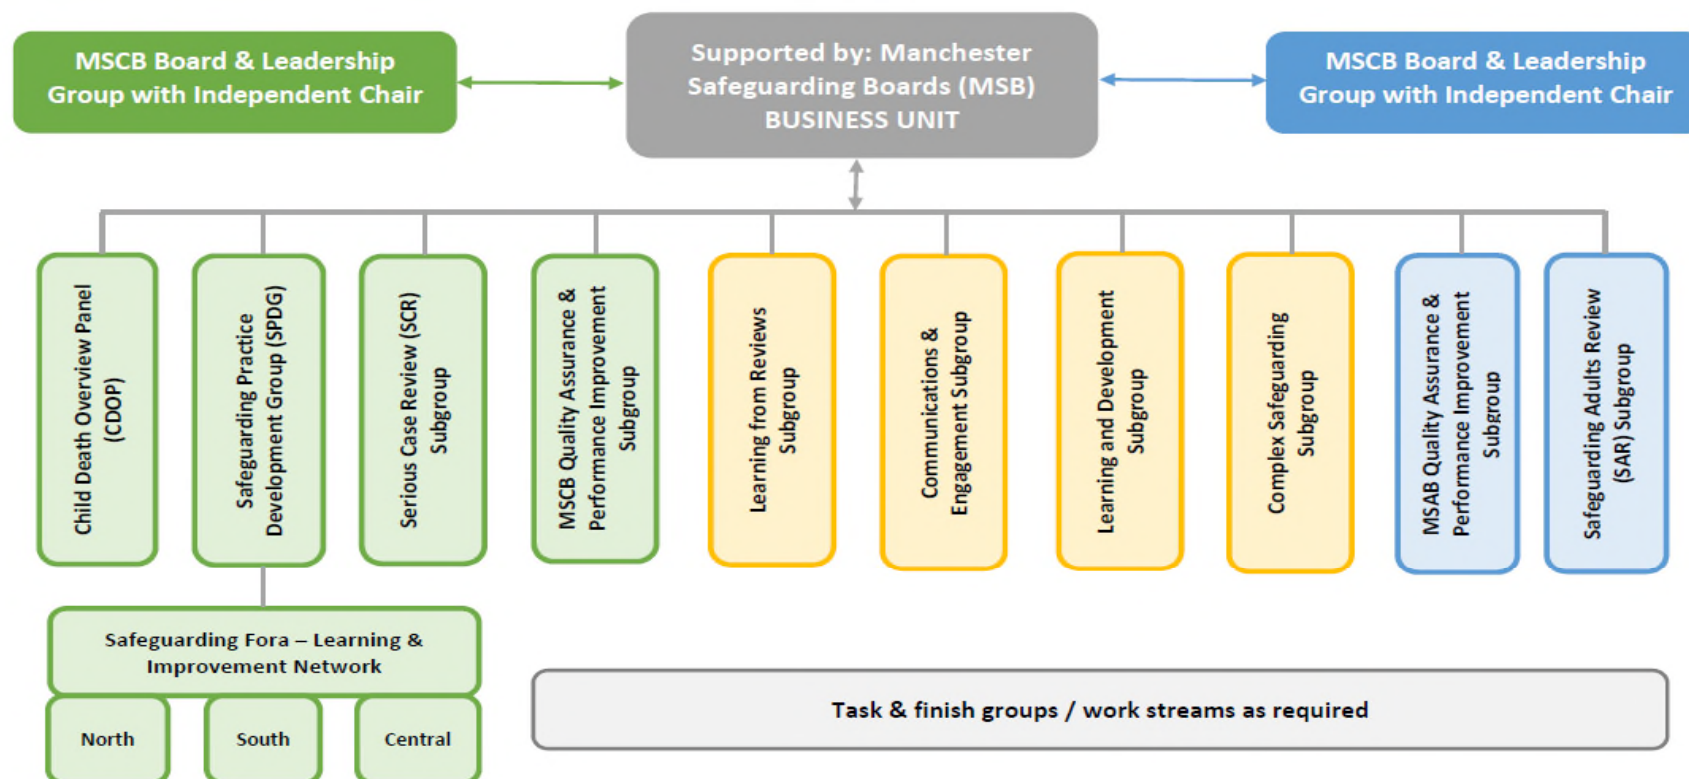 MSCB Board & Leadership
Group with Independent Chair
Supported by: Manchester
Safeguarding Boards (MSB)
BUSINESS UNIT
MSCB Board & Leadership
Group with Independent Chair
Child Death Overview Panel
(CDOP)
Safeguarding Practice
Development Group (SPDG)
Serious Case Review (SCR)
Subgroup
MSCB Quality Assurance &
Performance Improvement
Subgroup
Learning from Reviews
Subgroup
Communications &
Engagement Subgroup
Learning and Development
Subgroup
Complex Safeguarding
Subgroup
MSAB Quality Assurance &
Performance Improvement
Subgroup
Safeguarding Adults Review
(SAR) Subgroup
Safeguarding Fora – Learning &
Improvement Network
North
South
Central
Task & finish groups / work streams as required